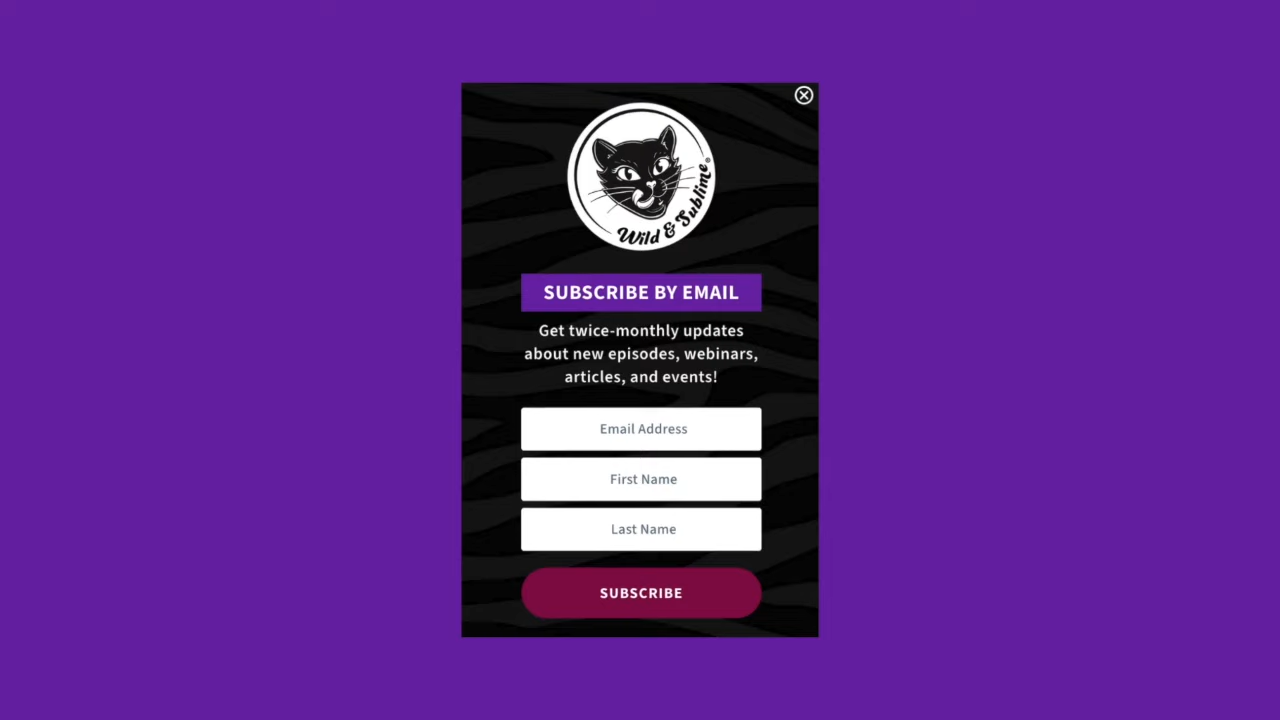 Wild & Sublime®
SUBSCRIBE BY EMAIL
Get twice-monthly updates
about new episodes, webinars,
articles, and events!
Email Address
First Name
Last Name
SUBSCRIBE